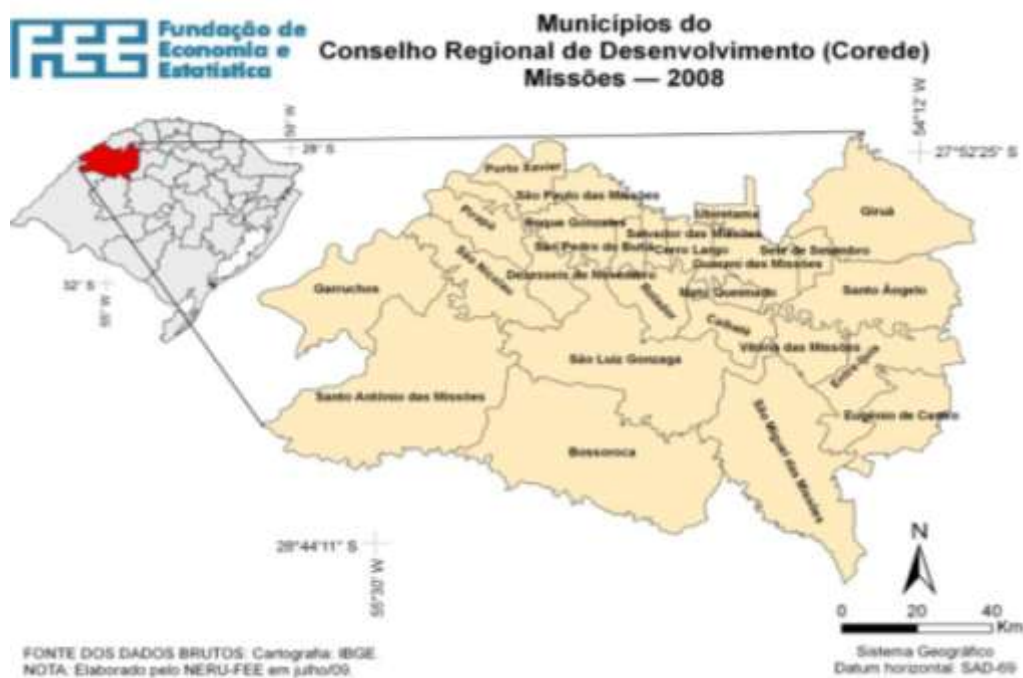 FEE
Fundação de
Economia e
Estatística
Municípios do
Conselho Regional de Desenvolvimento (Corede)
Missões — 2008
54°12' W
27°52'25" S
28° S
32° S
Porto Xavier
São Paulo das Missões
Pirapó
Roque Gonzales
Ubiretama
Salvador das Missões
Giruá
São Pedro do Butiá
Cerro Largo
Sete de Setembro
Guarani das Missões
São Nicolau
Dezesseis de Novembro
Rolador
Mato Queimado
Santo Ângelo
Garruchos
Caibaté
Vitória das Missões
Entre-Ijuís
São Luiz Gonzaga
Santo Antônio das Missões
Eugênio de Castro
São Miguel das Missões
Bossoroca
28°44'11" S
55°30' W
N
0 20 40
Km
Sistema Geográfico
Datum horizontal: SAD-69
FONTE DOS DADOS BRUTOS: Cartografia: IBGE.
NOTA: Elaborado pelo NERU-FEE em julho/09.